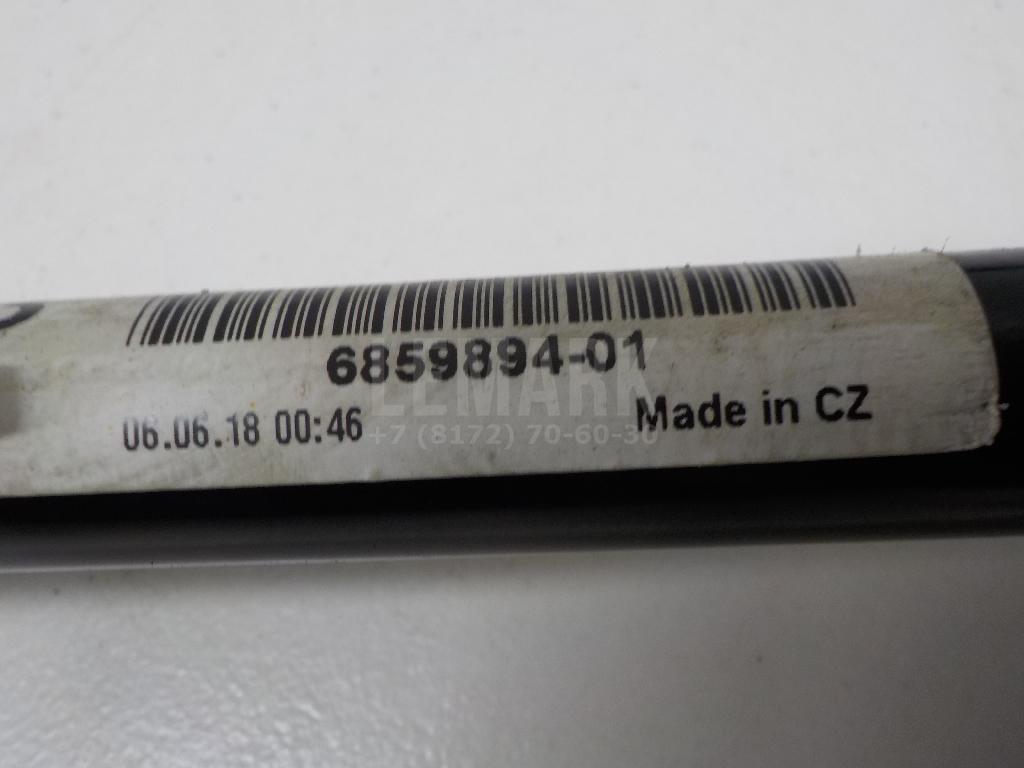 6859894-01
06.06.18 00:46
Made in CZ
LEMARK
+7 (8172) 70-60-30